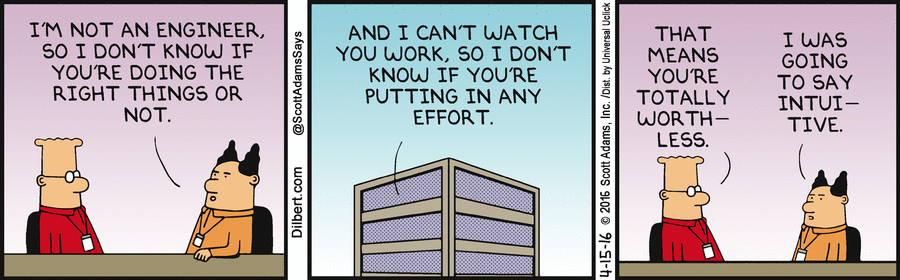 I'M NOT AN ENGINEER,
SO I DON'T KNOW IF
YOU'RE DOING THE
RIGHT THINGS OR
NOT.
Dilbert.com @ScottAdamsSays
AND I CAN'T WATCH
YOU WORK, SO I DON'T
KNOW IF YOU'RE
PUTTING IN ANY
EFFORT.
4-15-16 © 2016 Scott Adams, Inc. /Dist. by Universal Uclick
THAT
MEANS
YOU'RE
TOTALLY
WORTH-
LESS.
I WAS
GOING
TO SAY
INTUI-
TIVE.